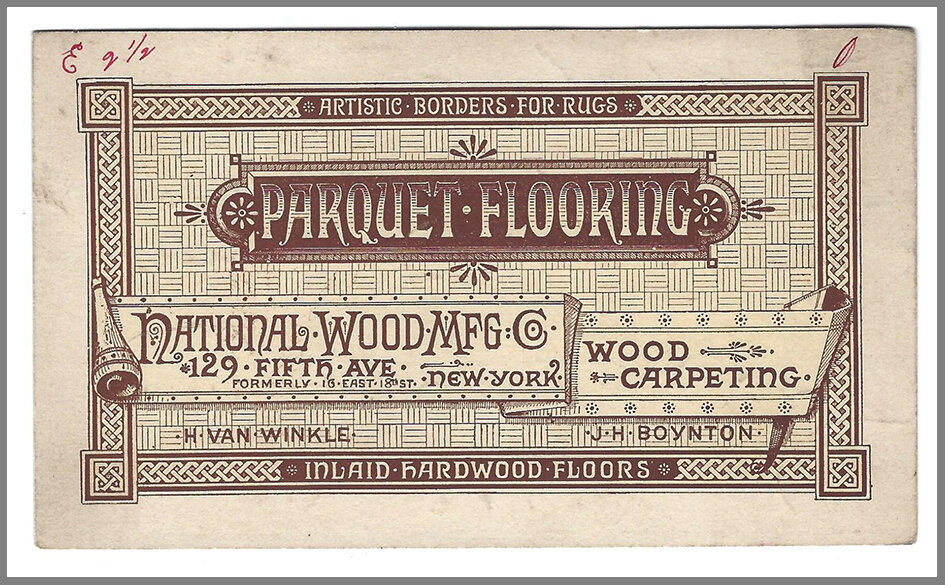 E 2 1/2
ARTISTIC · BORDERS · FOR RUGS
PARQUET · FLOORING
NATIONAL · WOOD · MFG · CO.
129 · FIFTH · AVE.
FORMERLY · 16 · EAST · 18TH ST. · NEW · YORK.
WOOD
CARPETING ·
· H · VAN · WINKLE ·
· J · H · BOYNTON ·
INLAID · HARDWOOD · FLOORS